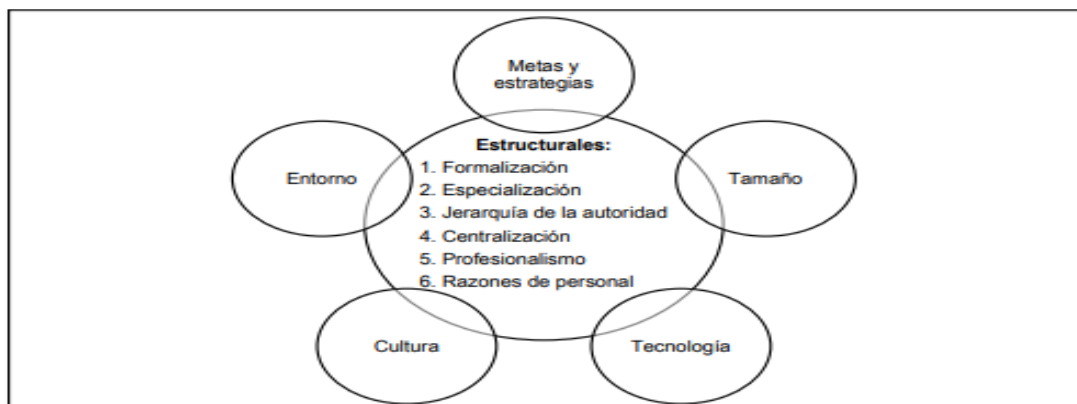 Metas y
estrategias
Estructurales:
1. Formalización
2. Especialización
3. Jerarquía de la autoridad
4. Centralización
5. Profesionalismo
6. Razones de personal
Entorno
Tamaño
Cultura
Tecnología